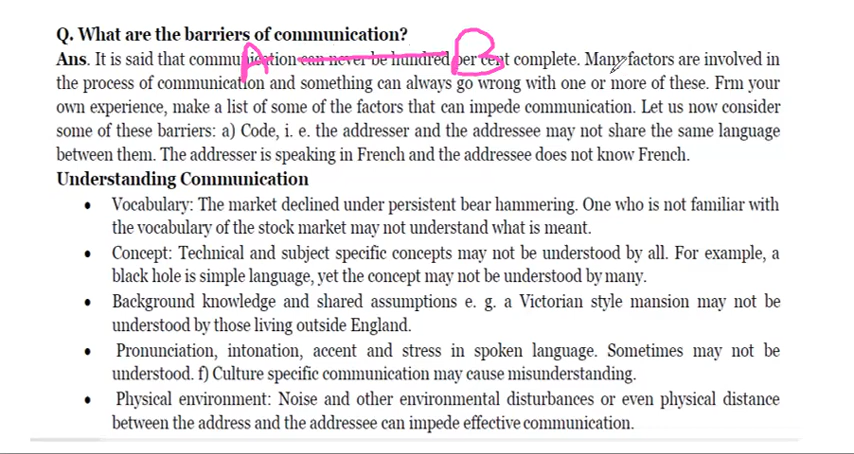 Q. What are the barriers of communication?
A B
Ans. It is said that communication can never be hundred per cent complete. Many factors are involved in
the process of communication and something can always go wrong with one or more of these. Frm your
own experience, make a list of some of the factors that can impede communication. Let us now consider
some of these barriers: a) Code, i. e. the addresser and the addressee may not share the same language
between them. The addresser is speaking in French and the addressee does not know French.
Understanding Communication
• Vocabulary: The market declined under persistent bear hammering. One who is not familiar with
the vocabulary of the stock market may not understand what is meant.
• Concept: Technical and subject specific concepts may not be understood by all. For example, a
black hole is simple language, yet the concept may not be understood by many.
• Background knowledge and shared assumptions e. g. a Victorian style mansion may not be
understood by those living outside England.
• Pronunciation, intonation, accent and stress in spoken language. Sometimes may not be
understood. f) Culture specific communication may cause misunderstanding.
• Physical environment: Noise and other environmental disturbances or even physical distance
between the address and the addressee can impede effective communication.